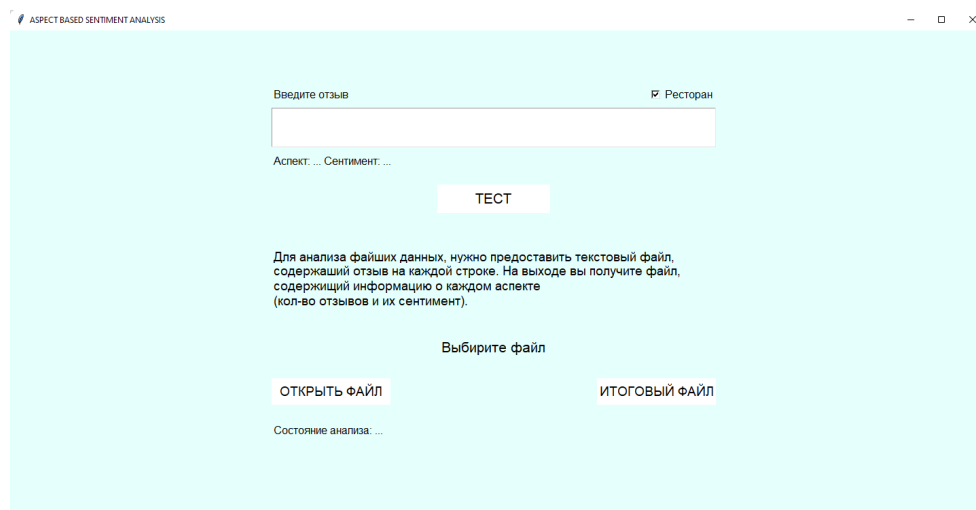 ASPECT BASED SENTIMENT ANALYSIS
Введите отзыв
Ресторан
Аспект: ... Сентимент: ...
ТЕСТ
Для анализа файших данных, нужно предоставить текстовый файл,
содержаший отзыв на каждой строке. На выходе вы получите файл,
содержищий информацию о каждом аспекте
(кол-во отзывов и их сентимент).
Выбирите файл
ОТКРЫТЬ ФАЙЛ
ИТОГОВЫЙ ФАЙЛ
Состояние анализа: ...